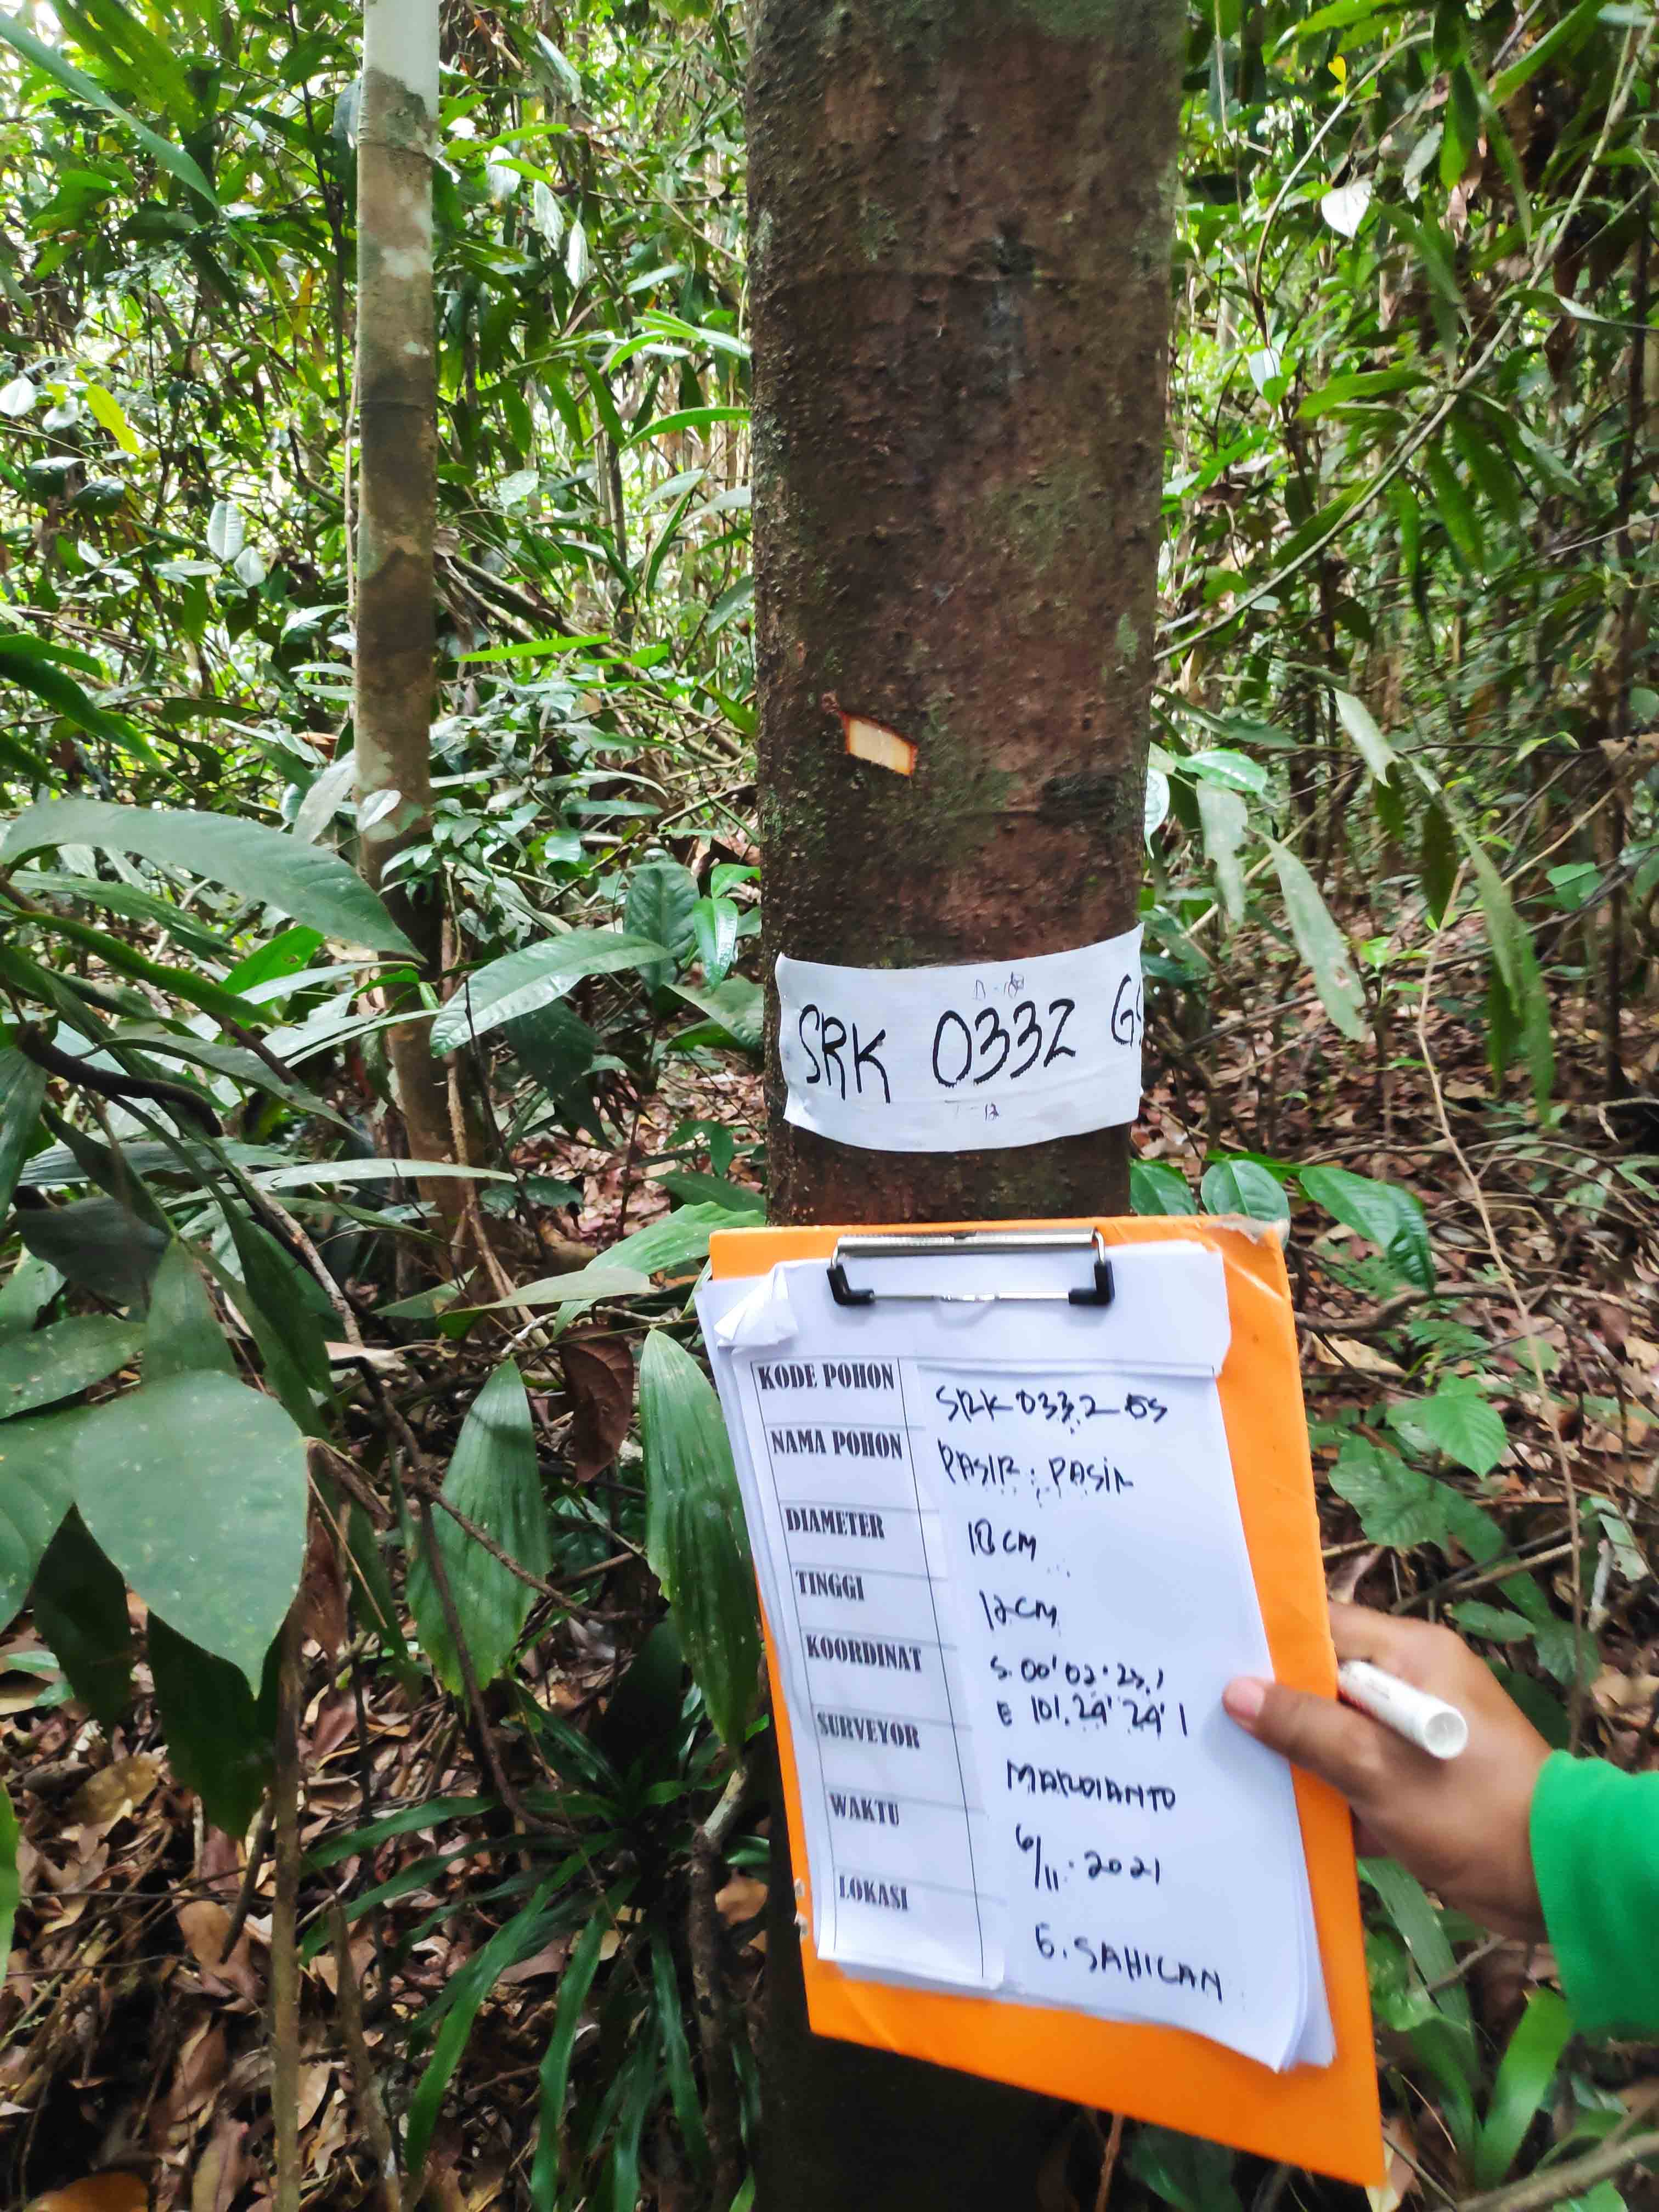 D-18
SRK 0332 GS
T-12
KODE POHON SRK 0332 GS
NAMA POHON PASIR: PASIR
DIAMETER 18 CM
TINGGI 12 CM
KOORDINAT S. 00' 02' 23,1
E 101. 24' 24' 1
SURVEYOR MARDIANTO
WAKTU 6/11.2021
LOKASI G. SAHILAN